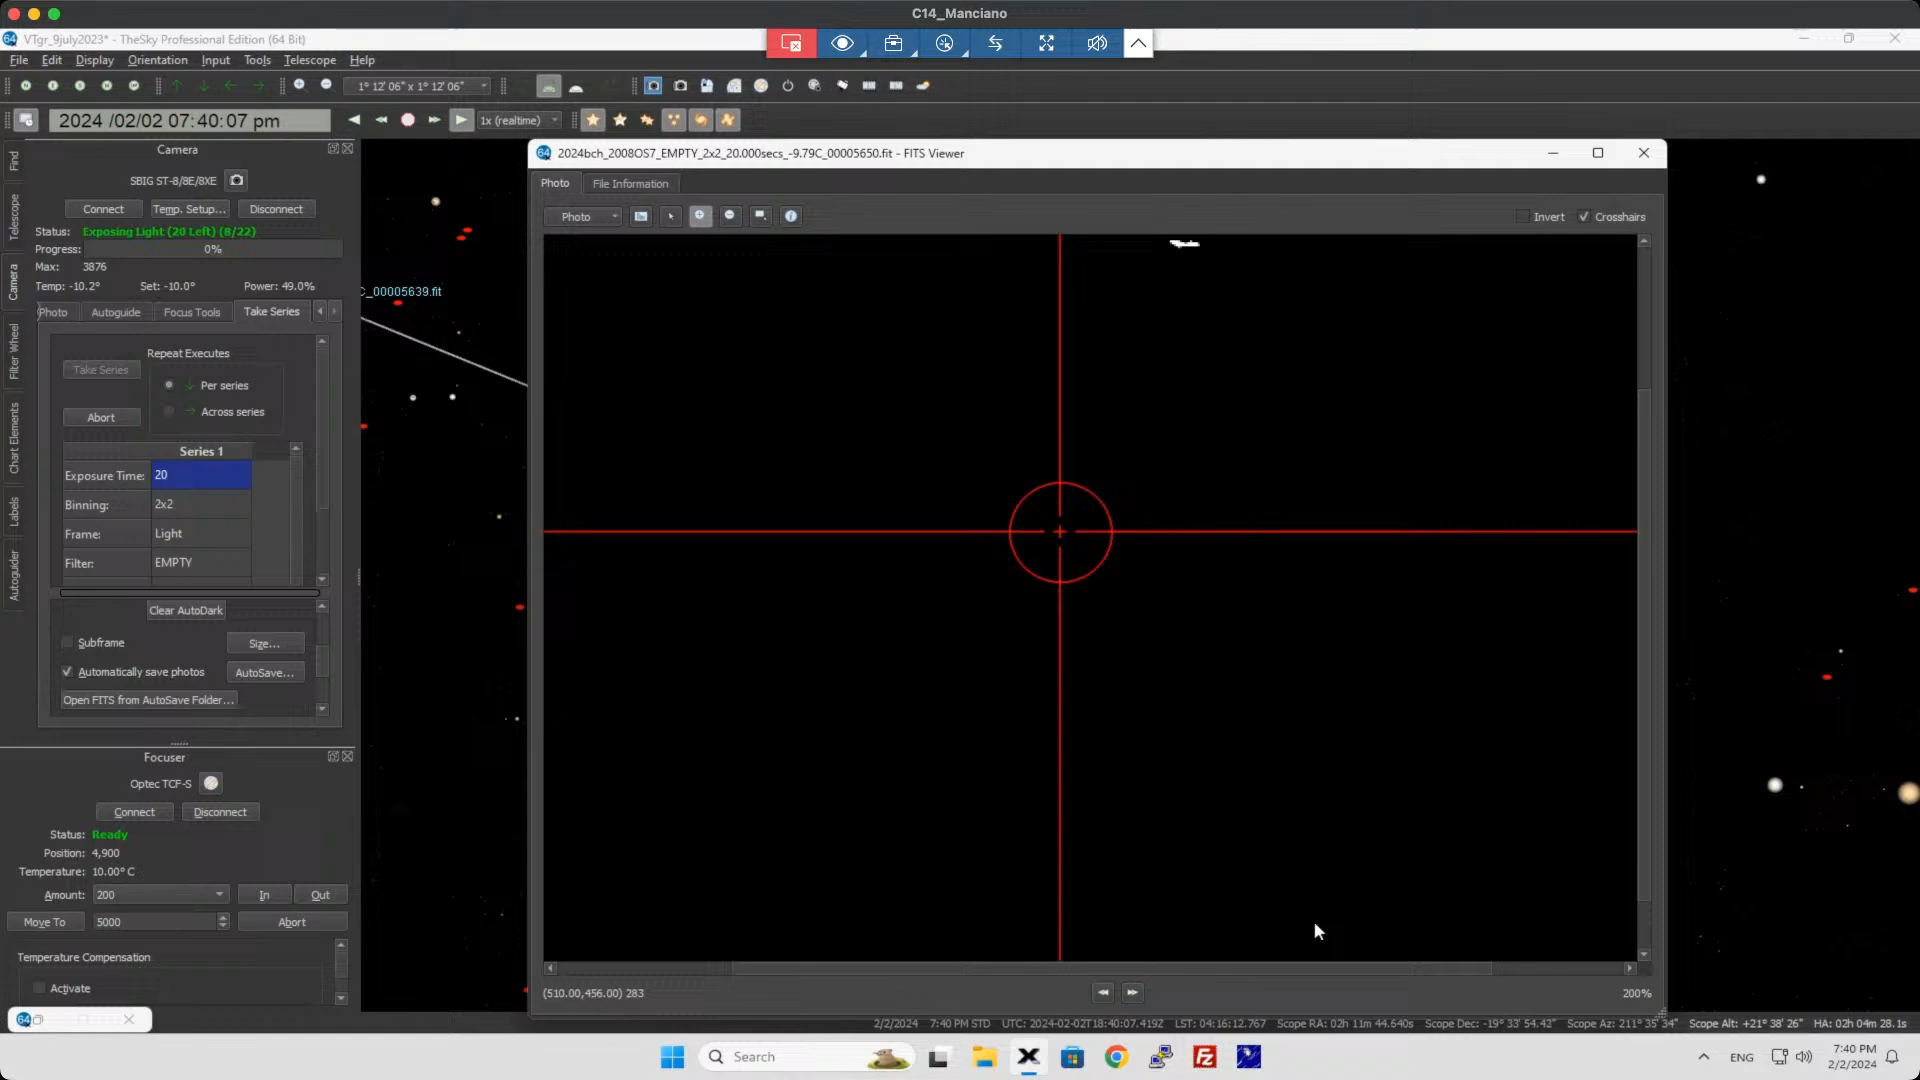 C14_Manciano
VTgr_9july2023* - TheSky Professional Edition (64 Bit)
File Edit Display Orientation Input Tools Telescope Help
1° 12' 06" x 1° 12' 06"
2024 /02/02 07:40:07 pm
1x (realtime)
Find
Telescope
Camera
Filter Wheel
Chart Elements
Labels
Autoguider
Camera
SBIG ST-8/8E/8XE
Connect Temp. Setup... Disconnect
Status: Exposing Light (20 Left) (8/22)
Progress: 0%
Max: 3876
Temp: -10.2° Set: -10.0° Power: 49.0%
Photo Autoguide Focus Tools Take Series
Repeat Executes
Take Series
Per series
Abort
Across series
Series 1
Exposure Time: 20
Binning: 2x2
Frame: Light
Filter: EMPTY
Clear AutoDark
Subframe Size...
Automatically save photos AutoSave...
Open FITS from AutoSave Folder...
Focuser
Optec TCF-S
Connect Disconnect
Status: Ready
Position: 4,900
Temperature: 10.00° C
Amount: 200 In Out
Move To 5000 Abort
Temperature Compensation
Activate
C_00005639.fit
2024bch_2008OS7_EMPTY_2x2_20.000secs_-9.79C_00005650.fit - FITS Viewer
Photo File Information
Photo
Invert Crosshairs
(510.00,456.00) 283
200%
2/2/2024 7:40 PM STD UTC: 2024-02-02T18:40:07.419Z LST: 04:16:12.767 Scope RA: 02h 11m 44.640s Scope Dec: -19° 33' 54.43" Scope Az: 211° 35' 34" Scope Alt: +21° 38' 26" HA: 02h 04m 28.1s
Search
ENG
7:40 PM
2/2/2024